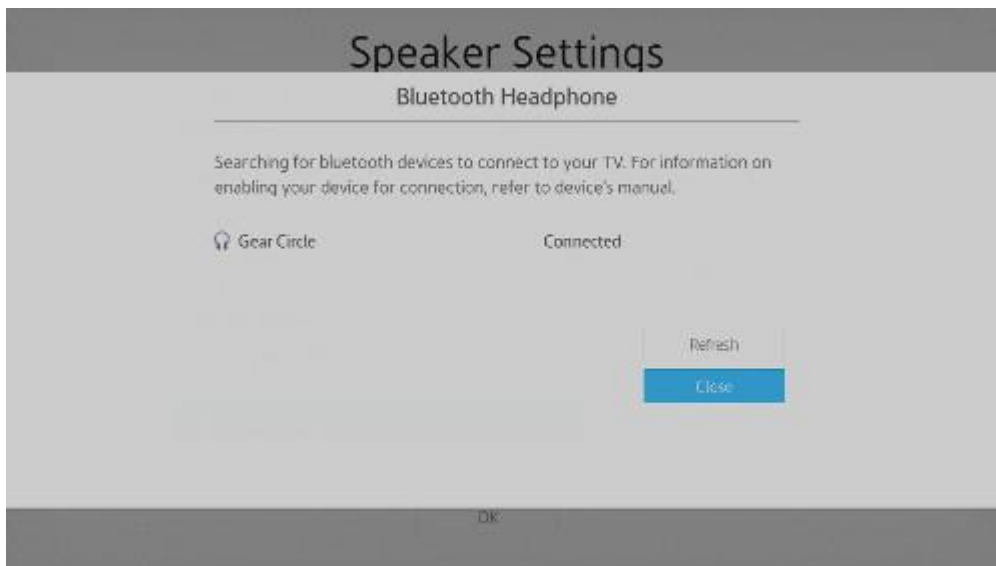 Speaker Settings
Bluetooth Headphone
Searching for bluetooth devices to connect to your TV. For information on
enabling your device for connection, refer to device's manual.
Gear Circle Connected
Refresh
Close
OK